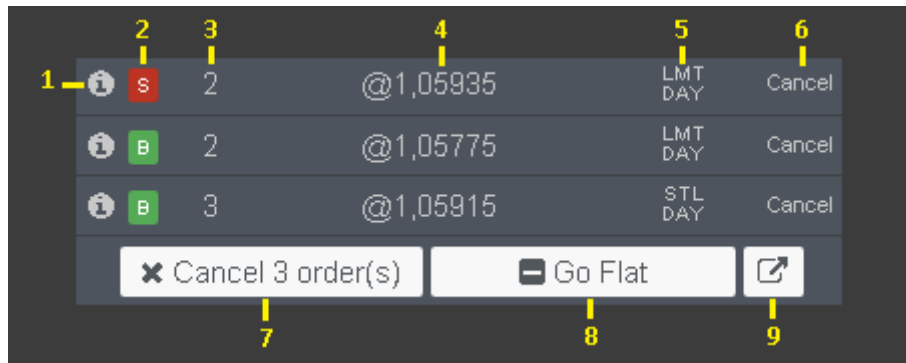 2 3 4 5 6
1 i S 2 @1,05935 LMT DAY Cancel
i B 2 @1,05775 LMT DAY Cancel
i B 3 @1,05915 STL DAY Cancel
Cancel 3 order(s) Go Flat
7 8 9